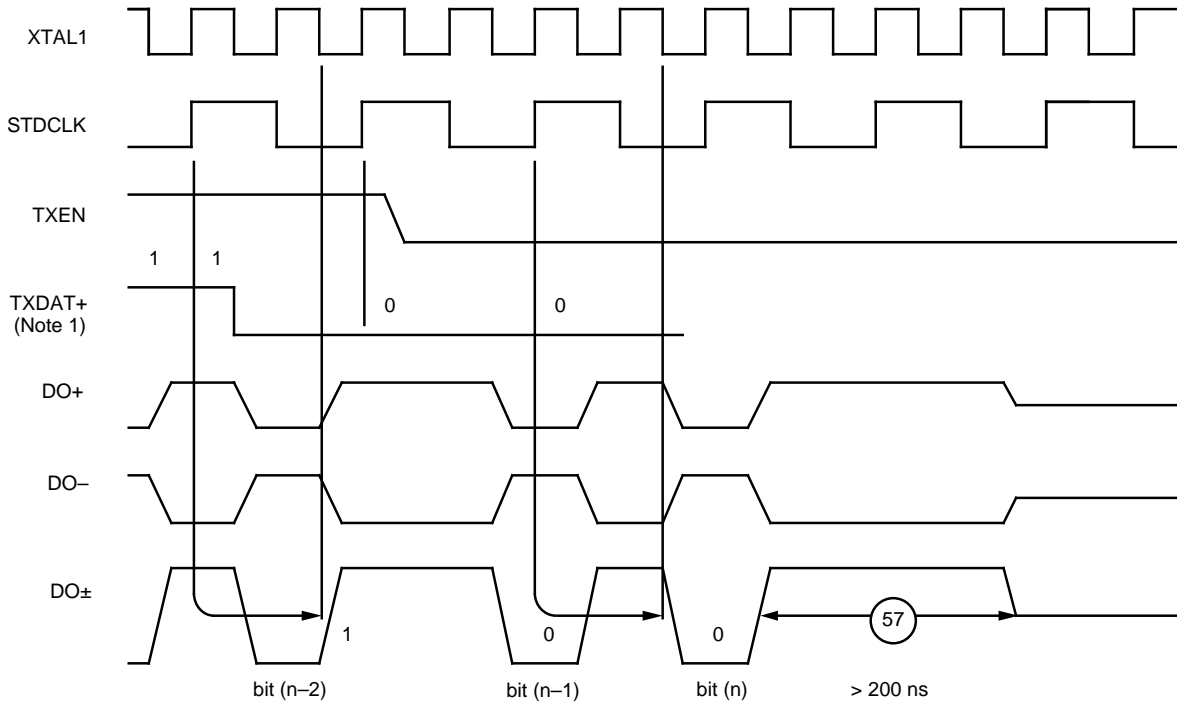 XTAL1
STDCLK
TXEN
1 1
TXDAT+
(Note 1)
0 0
DO+
DO–
DO±
1 0 0 57
bit (n–2) bit (n–1) bit (n) > 200 ns